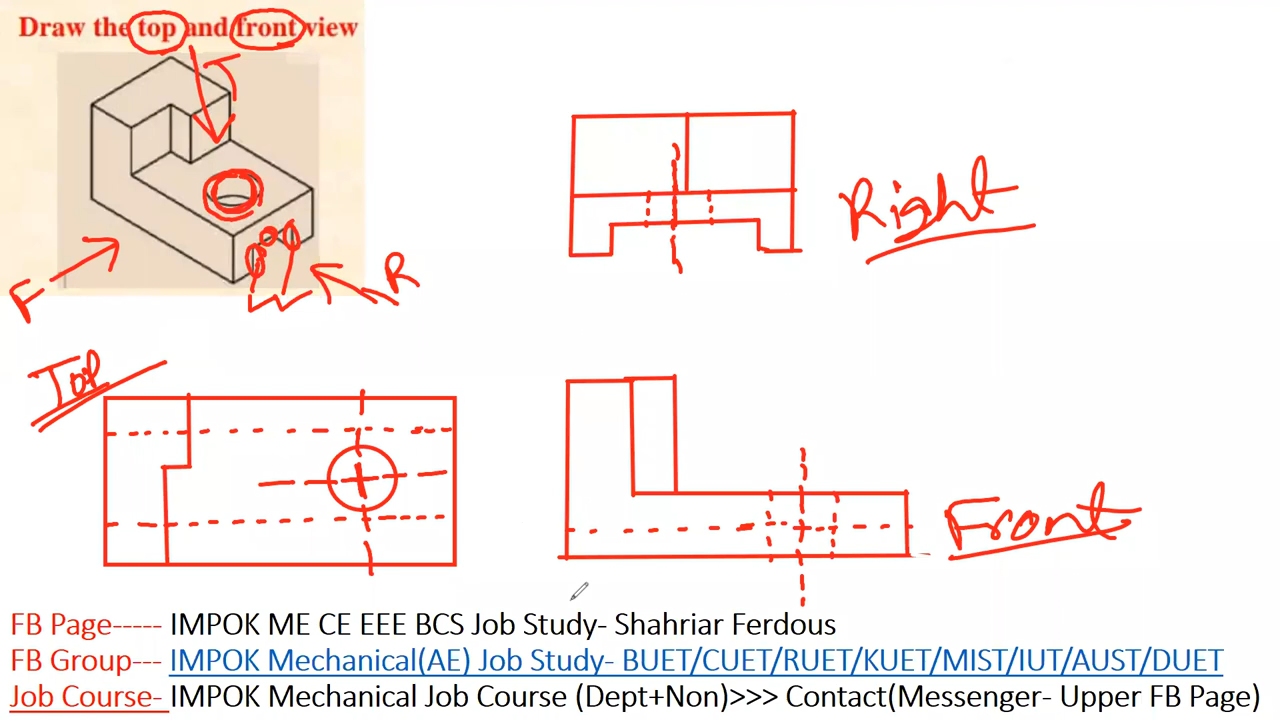 Draw the top and front view
F
R
Right
Top
Front
FB Page----- IMPOK ME CE EEE BCS Job Study- Shahriar Ferdous
FB Group--- IMPOK Mechanical(AE) Job Study- BUET/CUET/RUET/KUET/MIST/IUT/AUST/DUET
Job Course- IMPOK Mechanical Job Course (Dept+Non)>>> Contact(Messenger- Upper FB Page)